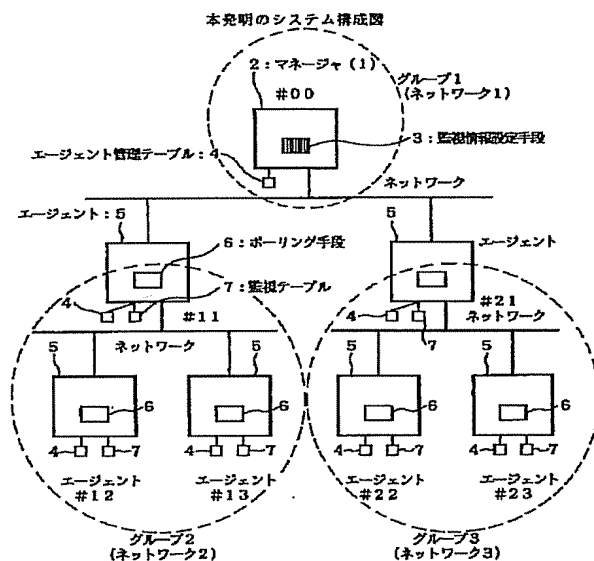 本発明のシステム構成図
2:マネージャ(1)
グループ1
(ネットワーク1)
#00
3:監視情報設定手段
エージェント管理テーブル:4
ネットワーク
エージェント:5
5
エージェント
6:ポーリング手段
4
7:監視テーブル
#11
4
7
#21
ネットワーク
ネットワーク
5
5
5
5
6
6
6
6
4
7
4
7
4
7
4
7
エージェント
#12
エージェント
#13
エージェント
#22
エージェント
#23
グループ2
(ネットワーク2)
グループ3
(ネットワーク3)